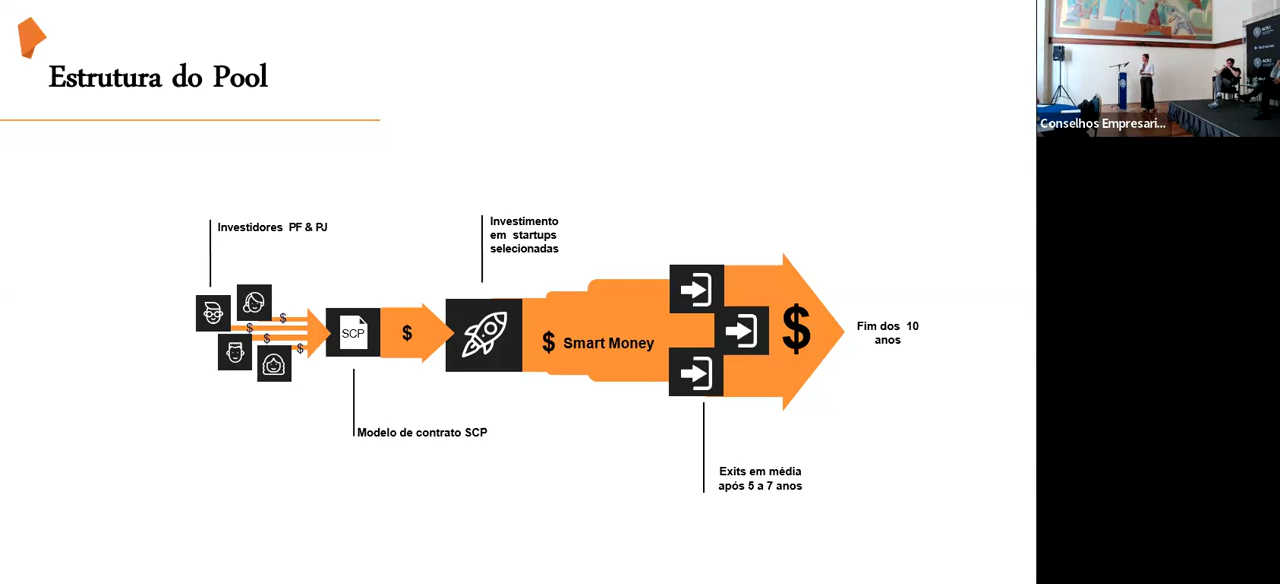 Estrutura do Pool
Conselhos Empresari...
Investidores PF & PJ
Investimento
em startups
selecionadas
$
$
$
$
SCP
$
$ Smart Money
$
Fim dos 10
anos
Modelo de contrato SCP
Exits em média
após 5 a 7 anos